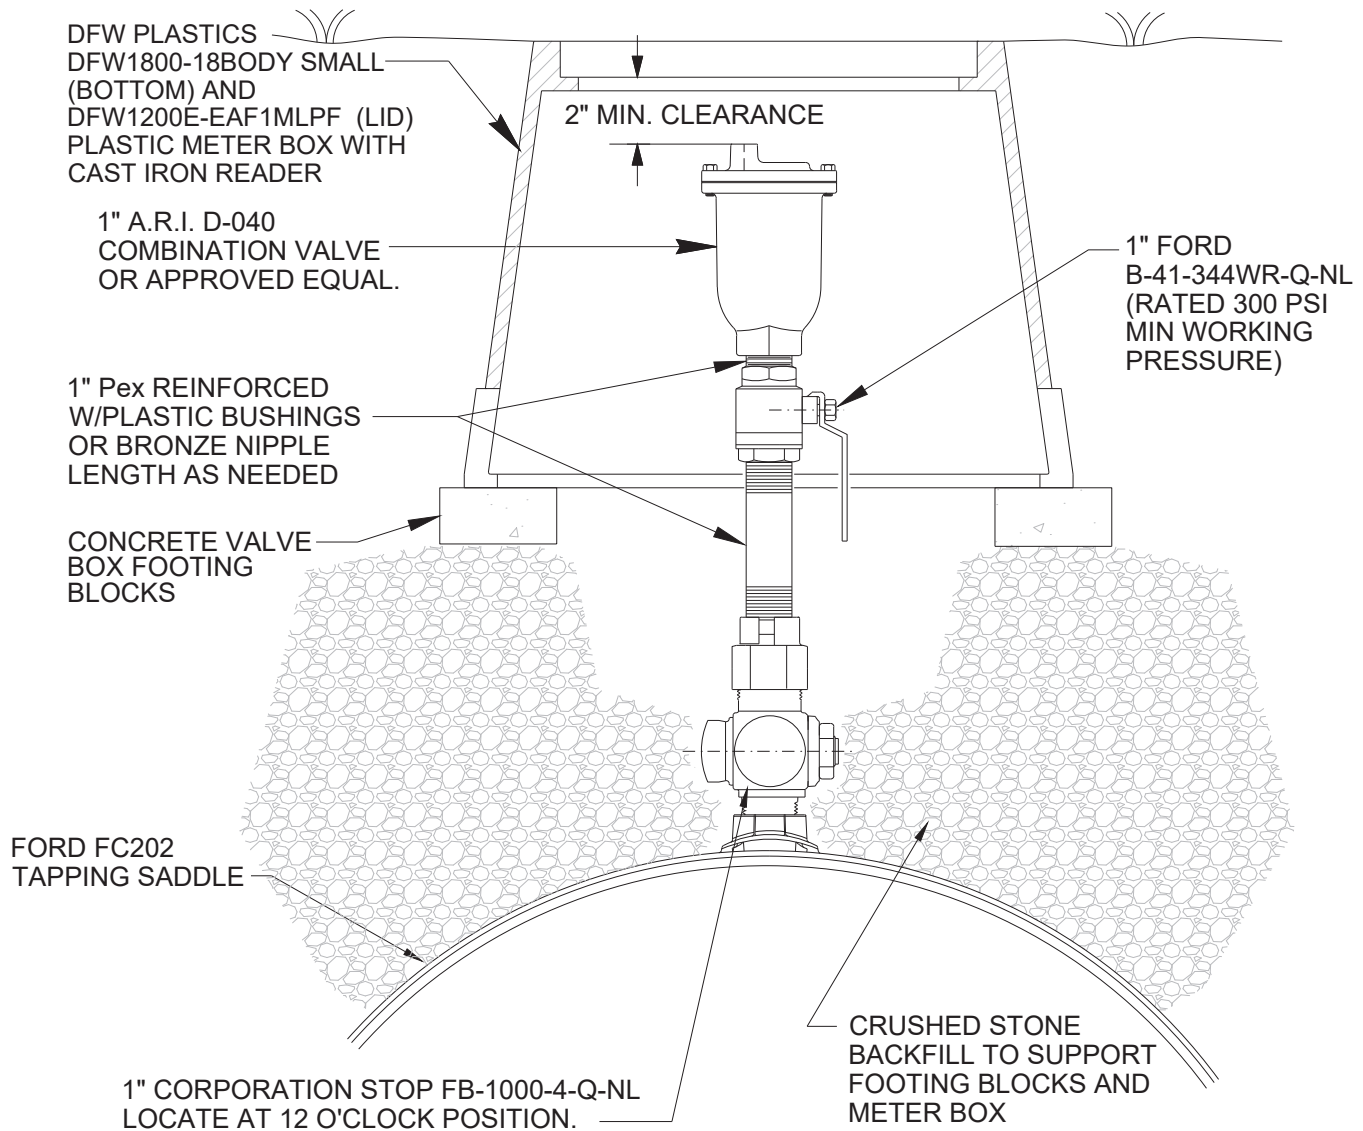 DFW PLASTICS
DFW1800-18BODY SMALL
(BOTTOM) AND
DFW1200E-EAF1MLPF (LID)
PLASTIC METER BOX WITH
CAST IRON READER
2" MIN. CLEARANCE
1" A.R.I. D-040
COMBINATION VALVE
OR APPROVED EQUAL.
1" FORD
B-41-344WR-Q-NL
(RATED 300 PSI
MIN WORKING
PRESSURE)
1" Pex REINFORCED
W/PLASTIC BUSHINGS
OR BRONZE NIPPLE
LENGTH AS NEEDED
CONCRETE VALVE
BOX FOOTING
BLOCKS
FORD FC202
TAPPING SADDLE
1" CORPORATION STOP FB-1000-4-Q-NL
LOCATE AT 12 O'CLOCK POSITION.
CRUSHED STONE
BACKFILL TO SUPPORT
FOOTING BLOCKS AND
METER BOX